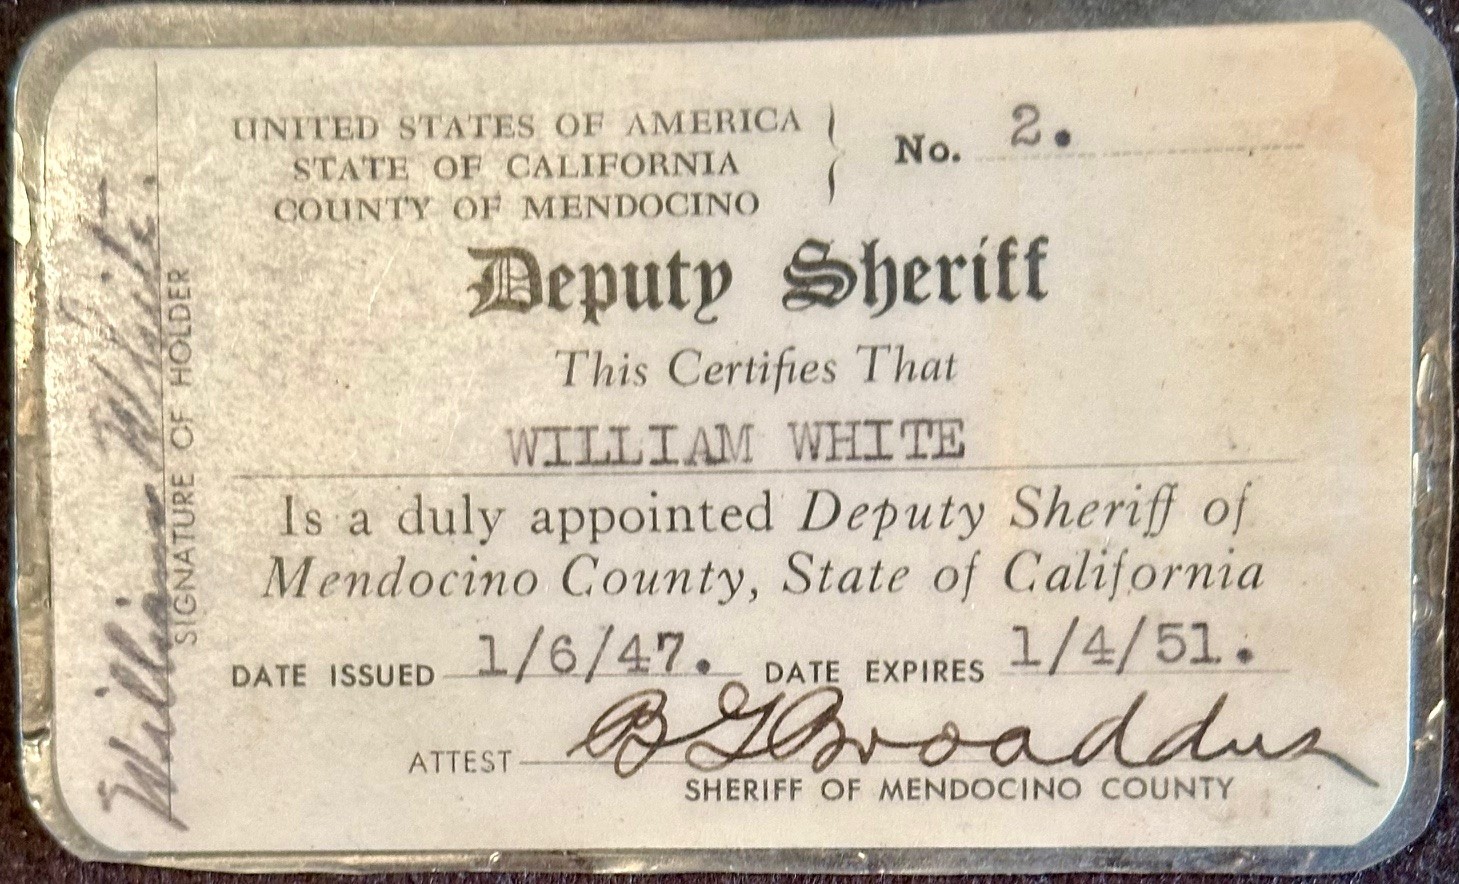 UNITED STATES OF AMERICA
STATE OF CALIFORNIA
COUNTY OF MENDOCINO
No. 2.
Deputy Sheriff
This Certifies That
WILLIAM WHITE
Is a duly appointed Deputy Sheriff of
Mendocino County, State of California
DATE ISSUED 1/6/47. DATE EXPIRES 1/4/51.
ATTEST B G Broaddus
SHERIFF OF MENDOCINO COUNTY
William White.
SIGNATURE OF HOLDER